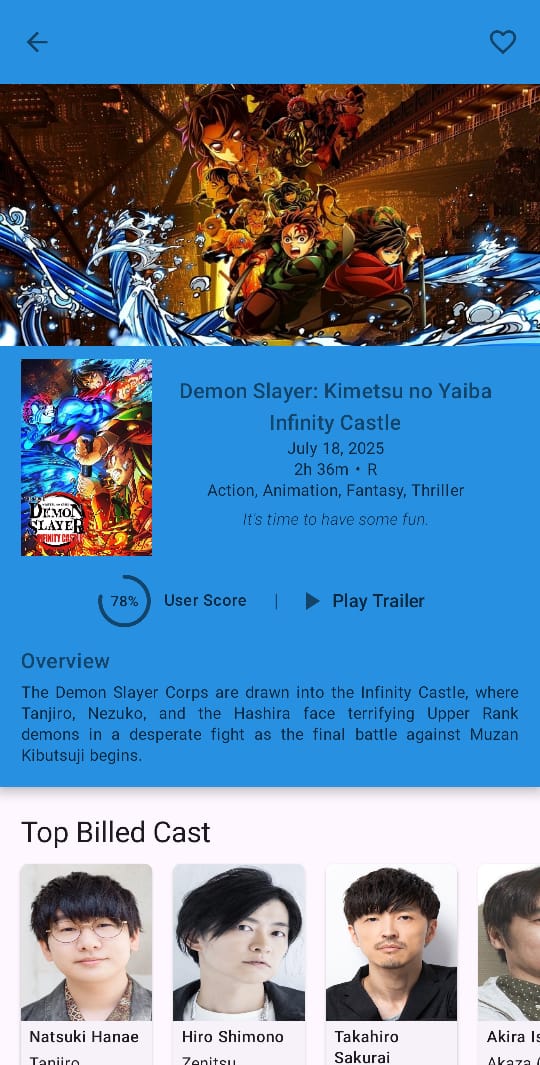 DEMON
SLAYER
INFINITY CASTLE
Demon Slayer: Kimetsu no Yaiba
Infinity Castle
July 18, 2025
2h 36m • R
Action, Animation, Fantasy, Thriller
It's time to have some fun.
78%
User Score
|
Play Trailer
Overview
The Demon Slayer Corps are drawn into the Infinity Castle, where
Tanjiro, Nezuko, and the Hashira face terrifying Upper Rank
demons in a desperate fight as the final battle against Muzan
Kibutsuji begins.
Top Billed Cast
Natsuki Hanae
Tanjiro
Hiro Shimono
Zenitsu
Takahiro
Sakurai
Akira Is
Akaza (